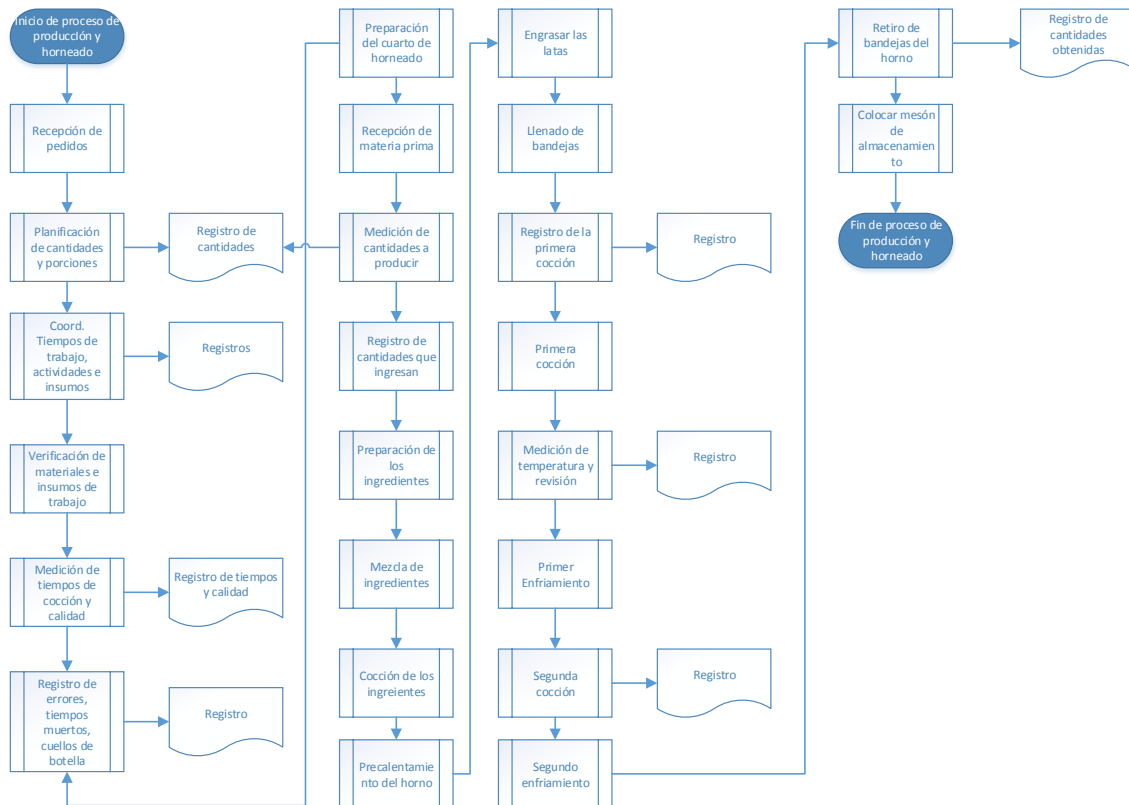 Inicio de proceso de
producción y
horneado
Recepción de
pedidos
Planificación
de cantidades
y porciones
Registro de
cantidades
Coord.
Tiempos de
trabajo,
actividades e
insumos
Registros
Verificación de
materiales e
insumos de
trabajo
Medición de
tiempos de
cocción y
calidad
Registro de tiempos
y calidad
Registro de
errores,
tiempos
muertos,
cuellos de
botella
Registro
Preparación
del cuarto de
horneado
Recepción de
materia prima
Medición de
cantidades a
producir
Registro de
cantidades que
ingresan
Preparación de
los
ingredientes
Mezcla de
ingredientes
Cocción de los
ingreientes
Precalentamie
nto del horno
Engrasar las
latas
Llenado de
bandejas
Registro de la
primera
cocción
Registro
Primera
cocción
Medición de
temperatura y
revisión
Registro
Primer
Enfriamiento
Segunda
cocción
Registro
Segundo
enfriamiento
Retiro de
bandejas del
horno
Registro de
cantidades
obtenidas
Colocar mesón
de
almacenamien
to
Fin de proceso de
producción y
horneado